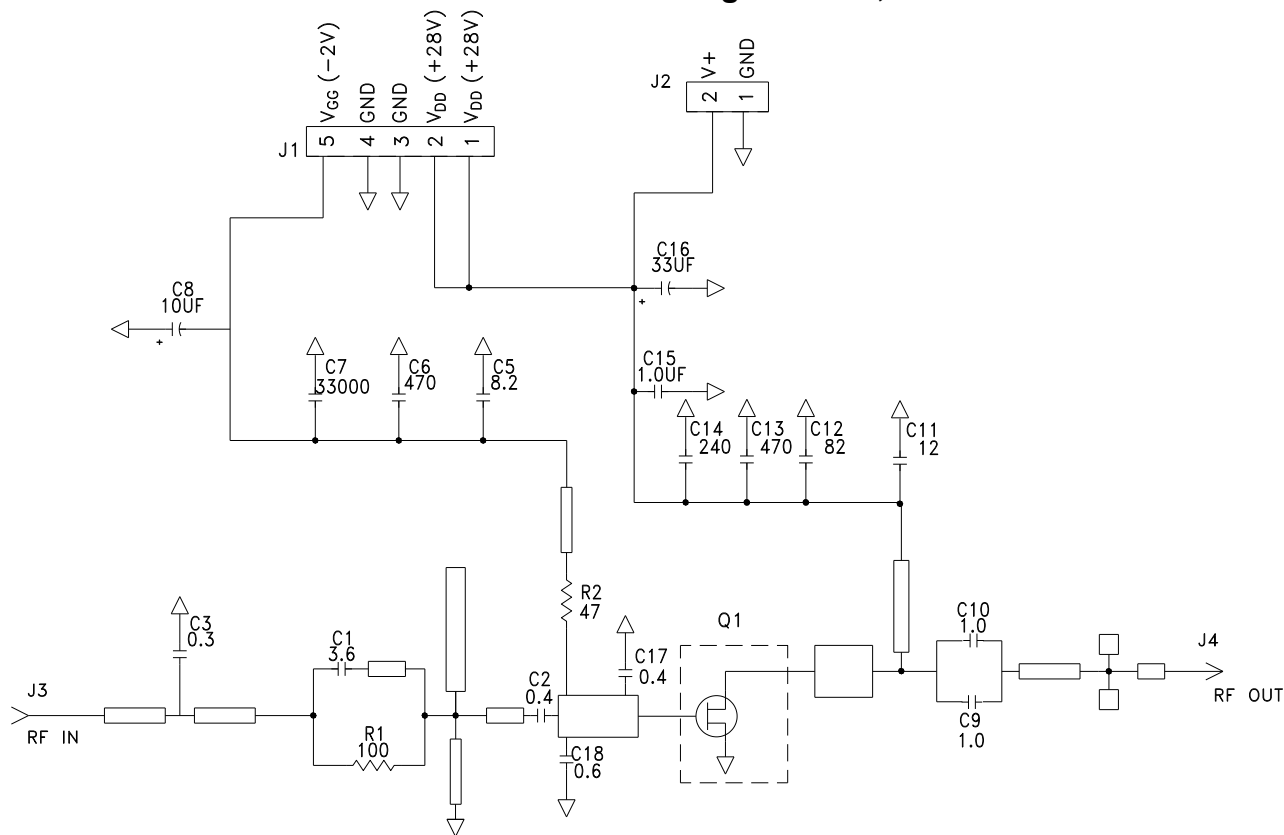 VGG (-2V)
GND
GND
VDD (+28V)
VDD (+28V)
V+
GND
J2
2
1
J1
5
4
3
2
1
C16
33UF
+
C8
10UF
+
C7
33000
C6
470
C5
8.2
C15
1.0UF
C14
240
C13
470
C12
82
C11
12
R2
47
C3
0.3
C1
3.6
R1
100
C2
0.4
C17
0.4
C18
0.6
Q1
C10
1.0
C9
1.0
J3
RF IN
J4
RF OUT